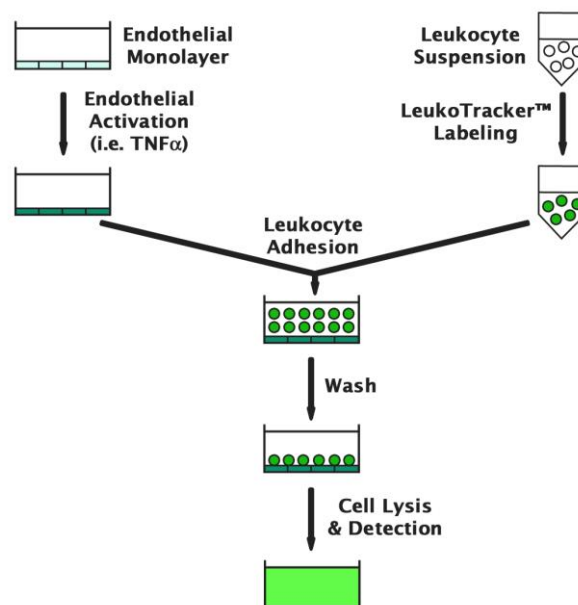 Endothelial
Monolayer
Leukocyte
Suspension
Endothelial
Activation
(i.e. TNFα)
LeukoTracker™
Labeling
Leukocyte
Adhesion
Wash
Cell Lysis
& Detection